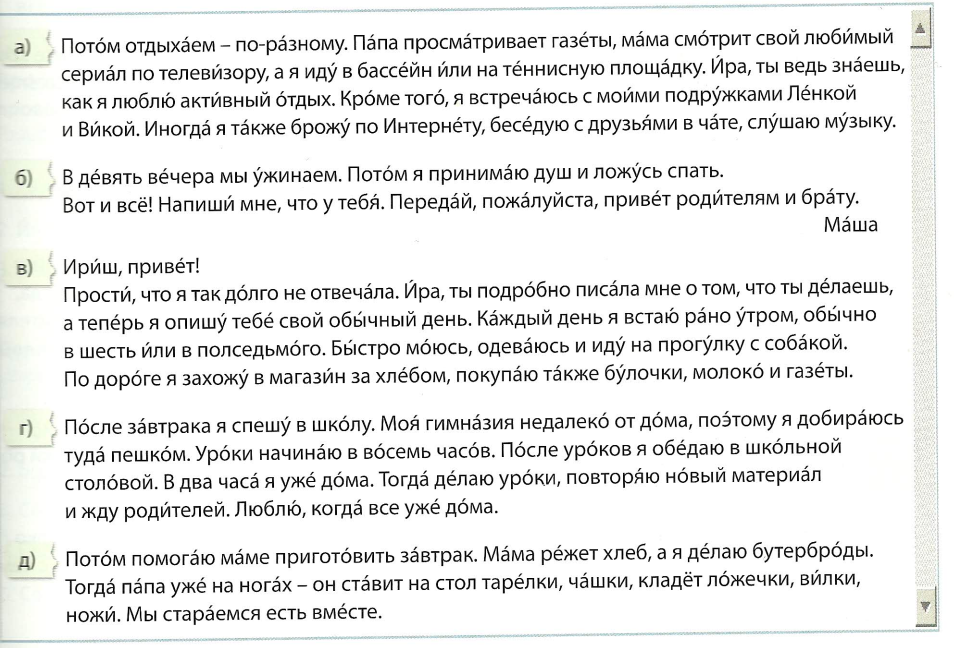 а) Пото́м отдыха́ем – по-ра́зному. Па́па просма́тривает газе́ты, ма́ма смо́трит свой люби́мый
сериа́л по телеви́зору, а я иду́ в бассе́йн и́ли на те́ннисную площа́дку. И́ра, ты ведь зна́ешь,
как я люблю́ акти́вный о́тдых. Кро́ме того́, я встреча́юсь с мои́ми подру́жками Ле́нкой
и Ви́кой. Иногда́ я та́кже брожу́ по Интерне́ту, бесе́дую с друзья́ми в ча́те, слу́шаю му́зыку.
б) В де́вять ве́чера мы у́жинаем. Пото́м я принима́ю душ и ложу́сь спать.
Вот и всё! Напиши́ мне, что у тебя́. Переда́й, пожа́луйста, приве́т роди́телям и бра́ту.
Ма́ша
в) Ири́ш, приве́т!
Прости́, что я так до́лго не отвеча́ла. И́ра, ты подро́бно писа́ла мне о том, что ты де́лаешь,
а тепе́рь я опишу́ тебе́ свой обы́чный день. Ка́ждый день я встаю́ ра́но у́тром, обы́чно
в шесть и́ли в полседьмо́го. Бы́стро мо́юсь, одева́юсь и иду́ на прогу́лку с соба́кой.
По доро́ге я захожу́ в магази́н за хле́бом, покупа́ю та́кже бу́лочки, молоко́ и газе́ты.
г) По́сле за́втрака я спешу́ в шко́лу. Моя́ гимна́зия недалеко́ от до́ма, поэ́тому я добира́юсь
туда́ пешко́м. Уро́ки начина́ю в во́семь часо́в. По́сле уро́ков я обе́даю в шко́льной
столо́вой. В два часа́ я уже́ до́ма. Тогда́ де́лаю уро́ки, повторя́ю но́вый материа́л
и жду роди́телей. Люблю́, когда́ все уже́ до́ма.
д) Пото́м помога́ю ма́ме пригото́вить за́втрак. Ма́ма ре́жет хлеб, а я де́лаю бутербро́ды.
Тогда́ па́па уже́ на нога́х – он ста́вит на стол таре́лки, ча́шки, кладёт ло́жечки, ви́лки,
ножи́. Мы стара́емся есть вме́сте.